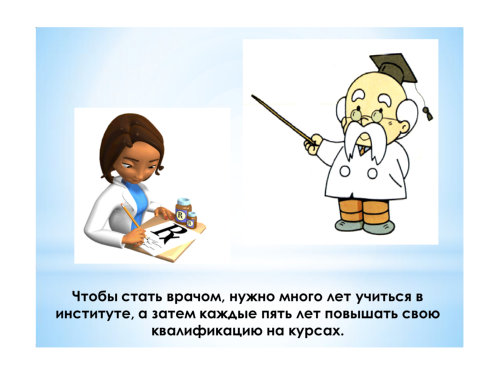 ℞
℞
℞
Чтобы стать врачом, нужно много лет учиться в
институте, а затем каждые пять лет повышать свою
квалификацию на курсах.